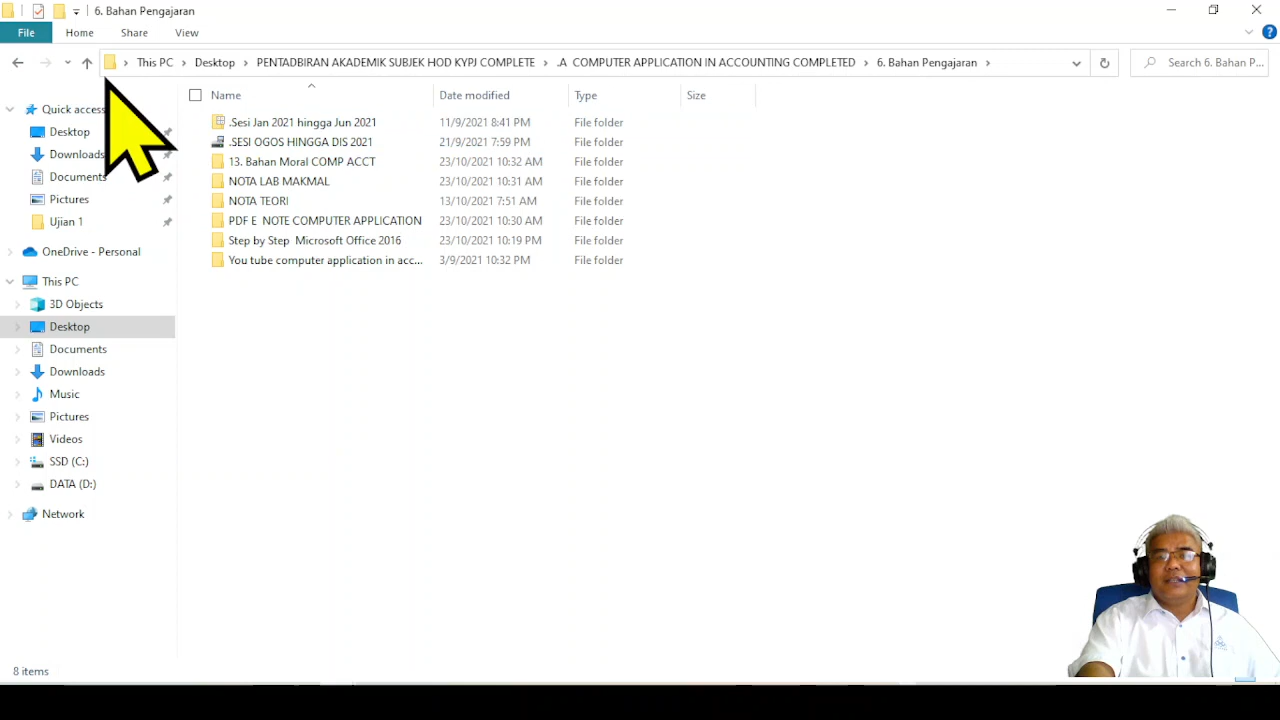 6. Bahan Pengajaran
File Home Share View
This PC Desktop PENTADBIRAN AKADEMIK SUBJEK HOD KYPJ COMPLETE .A COMPUTER APPLICATION IN ACCOUNTING COMPLETED 6. Bahan Pengajaran
Search 6. Bahan P...
Name Date modified Type Size
Quick access
Desktop
Downloads
Documents
Pictures
Ujian 1
OneDrive - Personal
This PC
3D Objects
Desktop
Documents
Downloads
Music
Pictures
Videos
SSD (C:)
DATA (D:)
Network
.Sesi Jan 2021 hingga Jun 2021 11/9/2021 8:41 PM File folder
.SESI OGOS HINGGA DIS 2021 21/9/2021 7:59 PM File folder
13. Bahan Moral COMP ACCT 23/10/2021 10:32 AM File folder
NOTA LAB MAKMAL 23/10/2021 10:31 AM File folder
NOTA TEORI 13/10/2021 7:51 AM File folder
PDF E NOTE COMPUTER APPLICATION 23/10/2021 10:30 AM File folder
Step by Step Microsoft Office 2016 23/10/2021 10:19 PM File folder
You tube computer application in acc... 3/9/2021 10:32 PM File folder
8 items